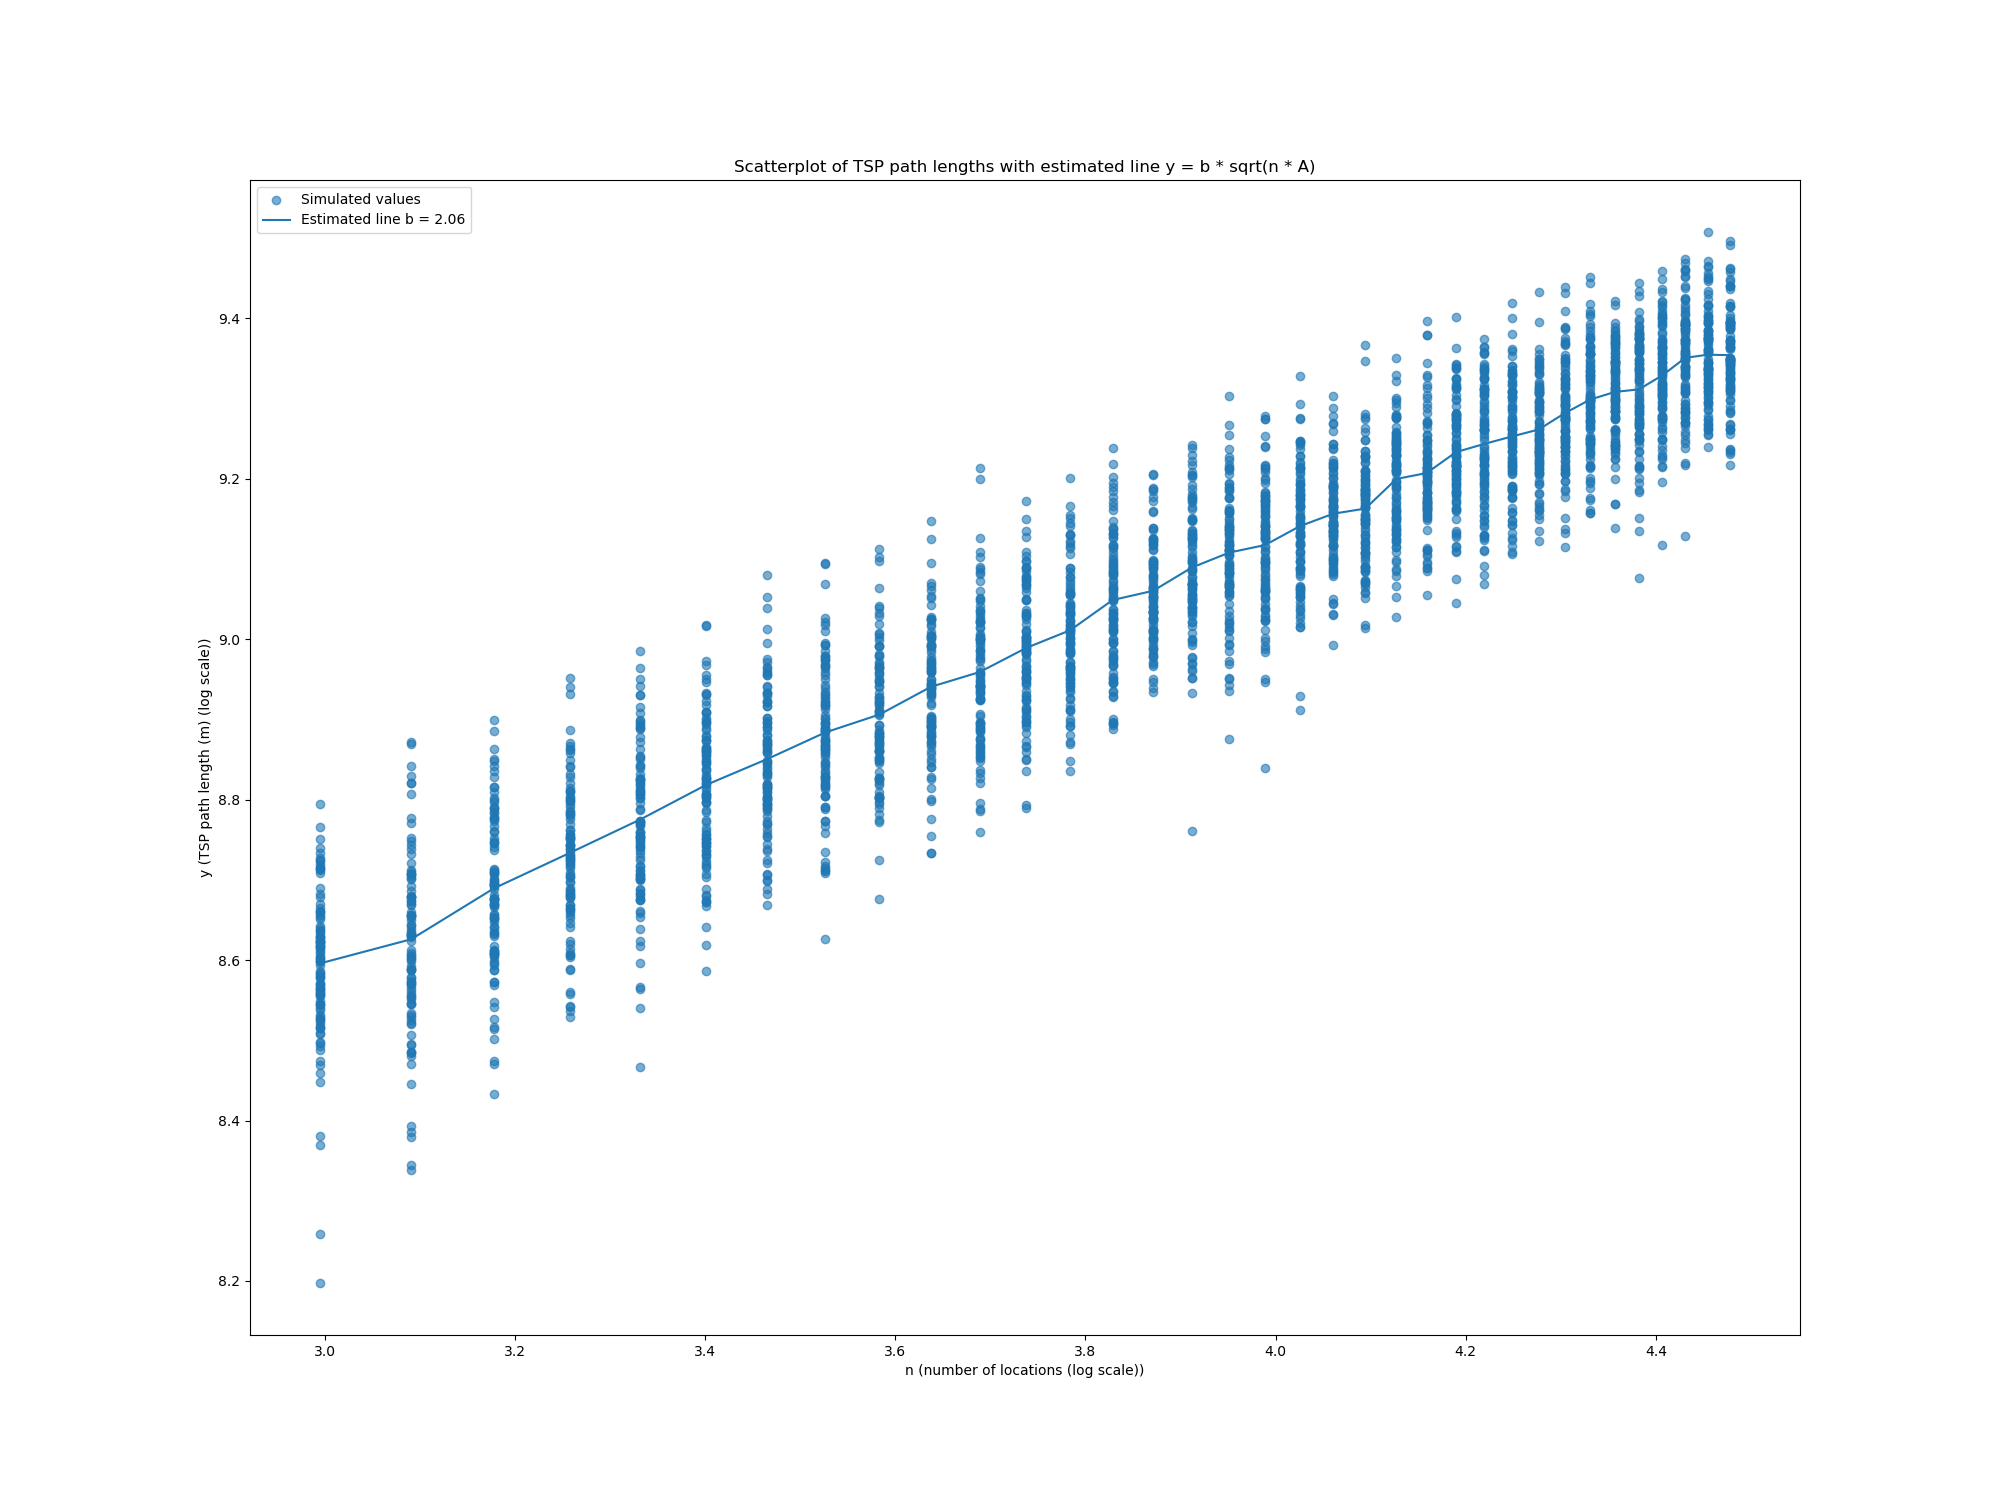 Scatterplot of TSP path lengths with estimated line y = b * sqrt(n * A)
Simulated values
Estimated line b = 2.06
y (TSP path length (m) (log scale))
9.4
9.2
9.0
8.8
8.6
8.4
8.2
3.0 3.2 3.4 3.6 3.8 4.0 4.2 4.4
n (number of locations (log scale))